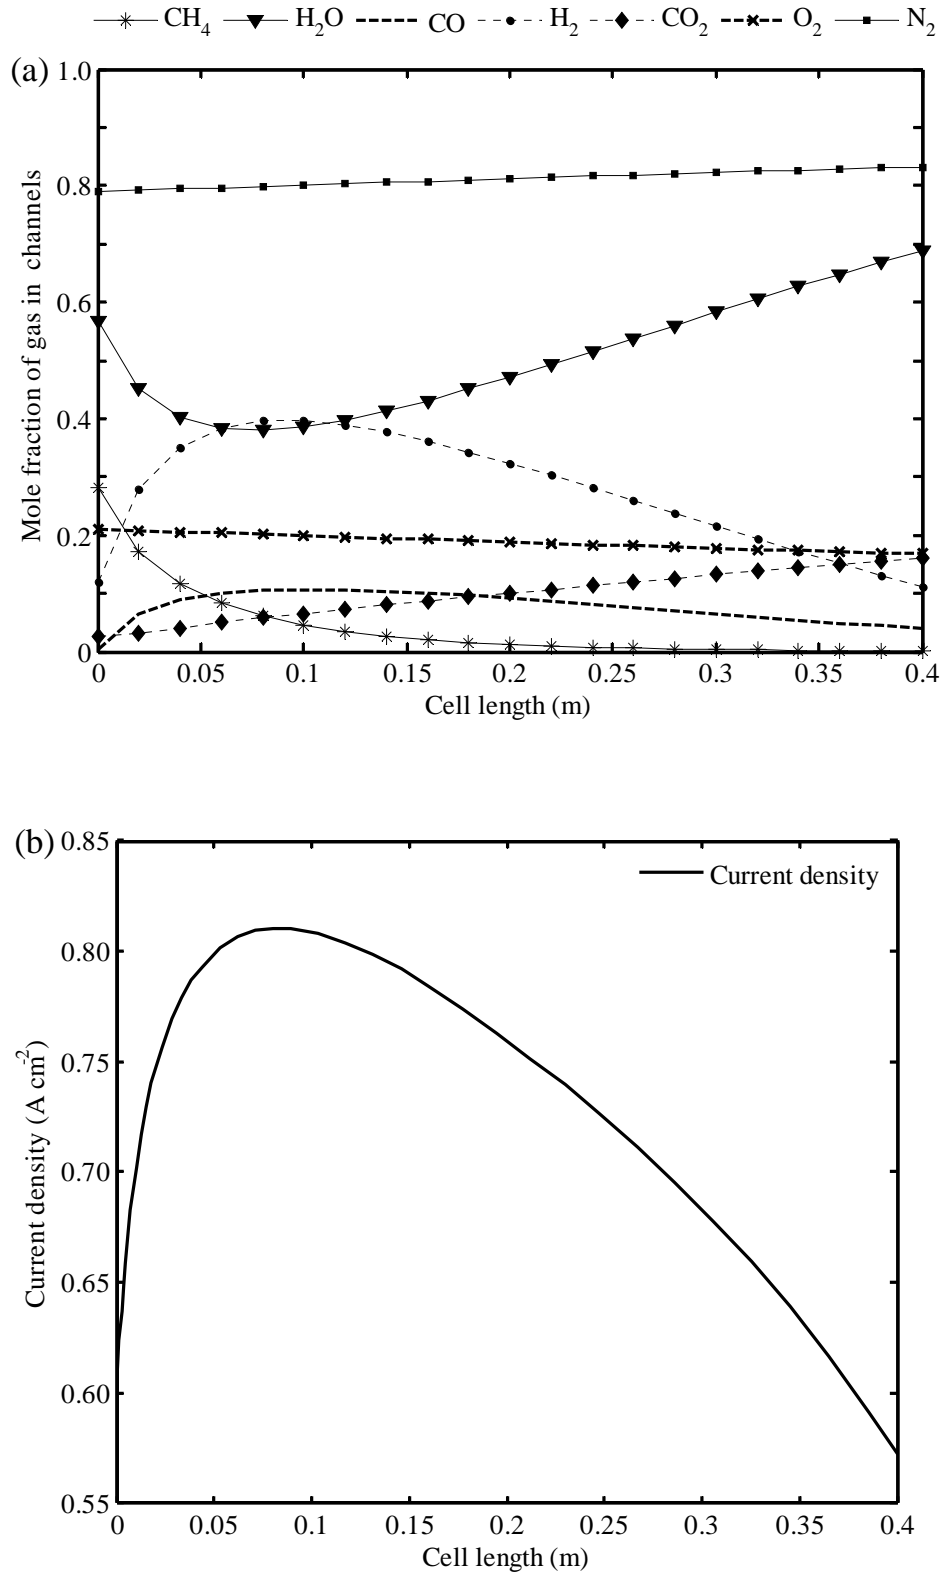 CH4 H2O CO H2 CO2 O2 N2
(a)
1.0
0.8
0.6
0.4
0.2
0
Mole fraction of gas in channels
0 0.05 0.1 0.15 0.2 0.25 0.3 0.35 0.4
Cell length (m)
(b)
0.85
0.80
0.75
0.70
0.65
0.60
0.55
Current density (A cm-2)
Current density
0 0.05 0.1 0.15 0.2 0.25 0.3 0.35 0.4
Cell length (m)